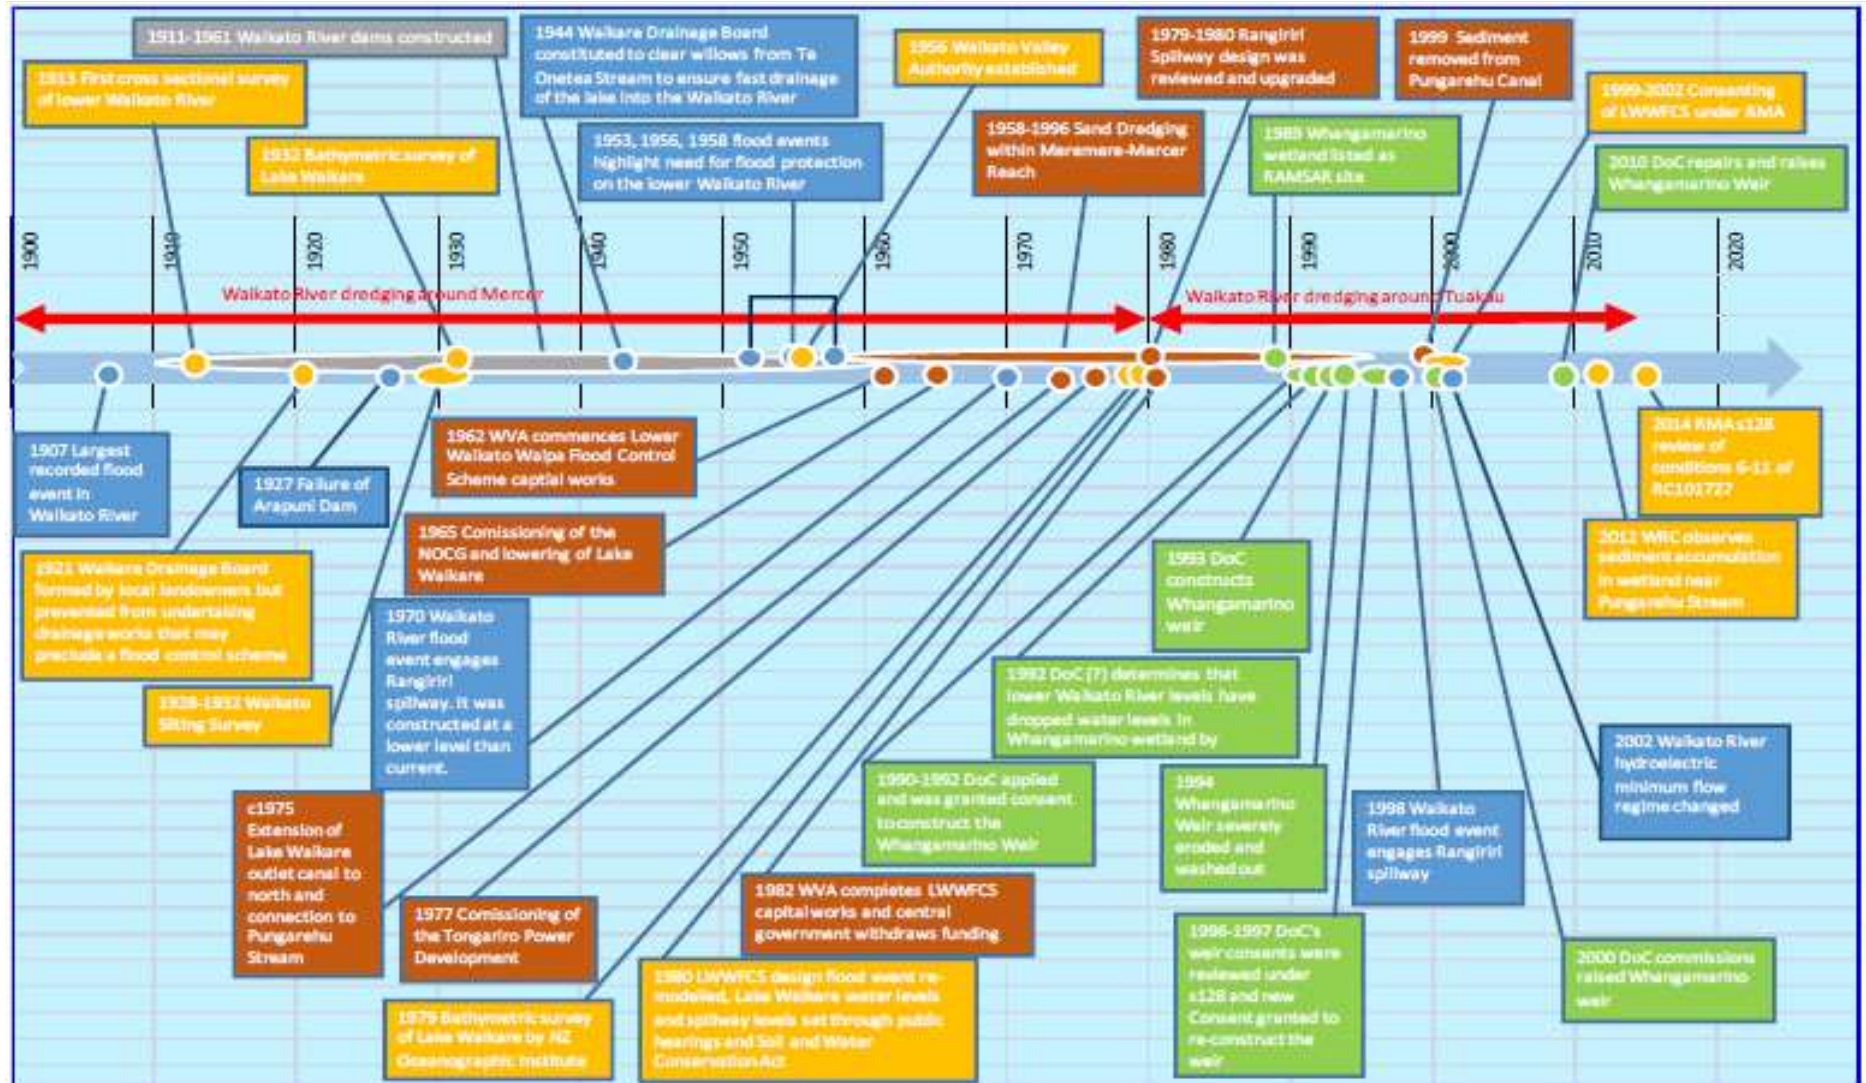 1911-1961 Waikato River dams constructed
1913 First cross sectional survey
of lower Waikato River
1932 Bathymetric survey of
Lake Waikare
1944 Waikare Drainage Board
constituted to clear willows from Te
Onetea Stream to ensure fast drainage
of the lake into the Waikato River
1953, 1956, 1958 flood events
highlight need for flood protection
on the lower Waikato River
1956 Waikato Valley
Authority established
1958-1996 Sand Dredging
within Meremere-Mercer
Reach
1979-1980 Rangiriri
Spillway design was
reviewed and upgraded
1989 Whangamarino
wetland listed as
RAMSAR site
1999 Sediment
removed from
Pungarehu Canal
1999-2002 Consenting
of LWWFCS under RMA
2010 DoC repairs and raises
Whangamarino Weir
1900
1910
1920
1930
1940
1950
1960
1970
1980
1990
2000
2010
2020
Waikato River dredging around Mercer
Waikato River dredging around Tuakau
1907 Largest
recorded flood
event in
Waikato River
1921 Waikare Drainage Board
formed by local landowners but
prevented from undertaking
drainage works that may
preclude a flood control scheme
1927 Failure of
Arapuni Dam
1928-1932 Waikato
Silting Survey
1962 WVA commences Lower
Waikato Waipa Flood Control
Scheme captial works
1965 Comissioning of the
NOCG and lowering of Lake
Waikare
1970 Waikato
River flood
event engages
Rangiriri
spillway. It was
constructed at a
lower level than
current.
c1975
Extension of
Lake Waikare
outlet canal to
north and
connection to
Pungarehu
Stream
1977 Comissioning of
the Tongariro Power
Development
1979 Bathymetric survey
of Lake Waikare by NZ
Oceanographic Institute
1980 LWWFCS design flood event re-
modelled, Lake Waikare water levels
and spillway levels set through public
hearings and Soil and Water
Conservation Act
1982 WVA completes LWWFCS
capital works and central
government withdraws funding
1990-1992 DoC applied
and was granted consent
to construct the
Whangamarino Weir
1992 DoC (?) determines that
lower Waikato River levels have
dropped water levels in
Whangamarino wetland by
1993 DoC
constructs
Whangamarino
weir
1994
Whangamarino
Weir severely
eroded and
washed out
1996-1997 DoC's
weir consents were
reviewed under
s128 and new
Consent granted to
re-construct the
weir
1998 Waikato
River flood event
engages Rangiriri
spillway
2000 DoC commissions
raised Whangamarino
weir
2002 Waikato River
hydroelectric
minimum flow
regime changed
2012 WRC observes
sediment accumulation
in wetland near
Pungarehu Stream
2014 RMA s128
review of
conditions 6-11 of
RC101727